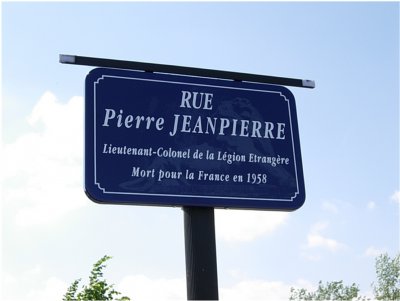 RUE
Pierre JEANPIERRE
Lieutenant-Colonel de la Légion Etrangère
Mort pour la France en 1958